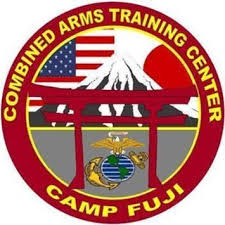 COMBINED ARMS TRAINING CENTER
CAMP FUJI